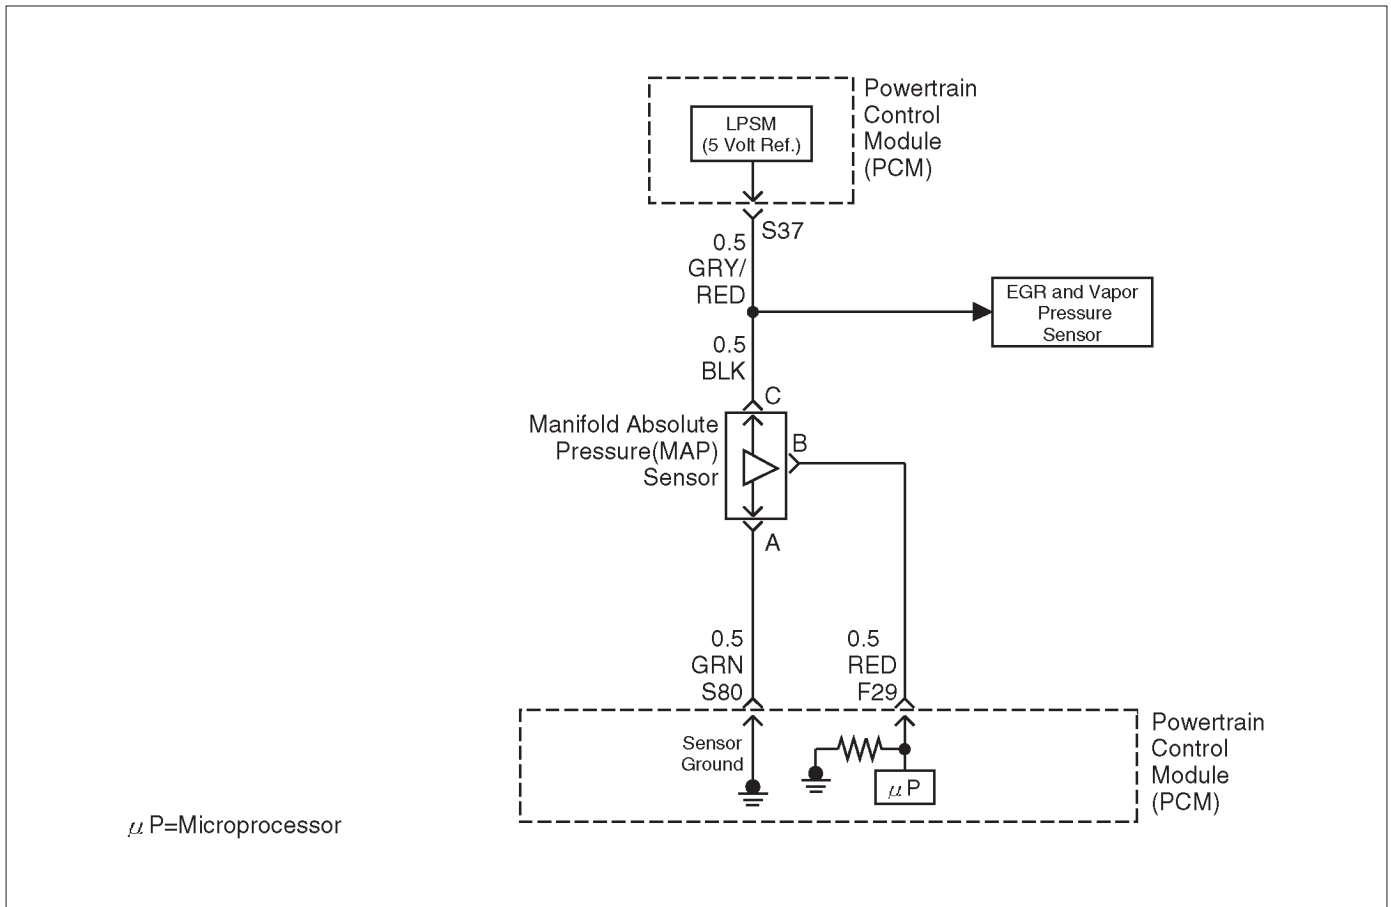 Powertrain
Control
Module
(PCM)
LPSM
(5 Volt Ref.)
S37
0.5
GRY/
RED
EGR and Vapor
Pressure
Sensor
0.5
BLK
C
Manifold Absolute
Pressure(MAP)
Sensor
B
A
0.5
GRN
S80
0.5
RED
F29
Sensor
Ground
μP
Powertrain
Control
Module
(PCM)
μP=Microprocessor